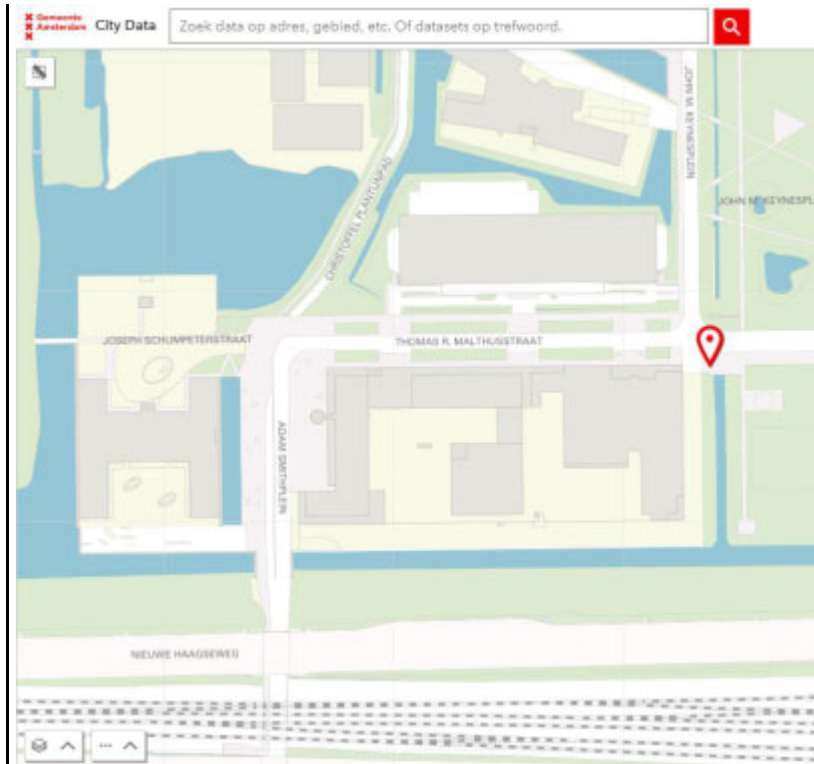 Gemeente
Amsterdam
City Data
Zoek data op adres, gebied, etc. Of datasets op trefwoord.
JOHN M. KEYNESPLEIN
JOHN M. KEYNESPL
CHRISTOFFEL PLANTIJNPAD
JOSEPH SCHUMPETERSTRAAT
THOMAS R. MALTHUSSTRAAT
ADAM SMITHPLEIN
NIEUWE HAAGSEWEG